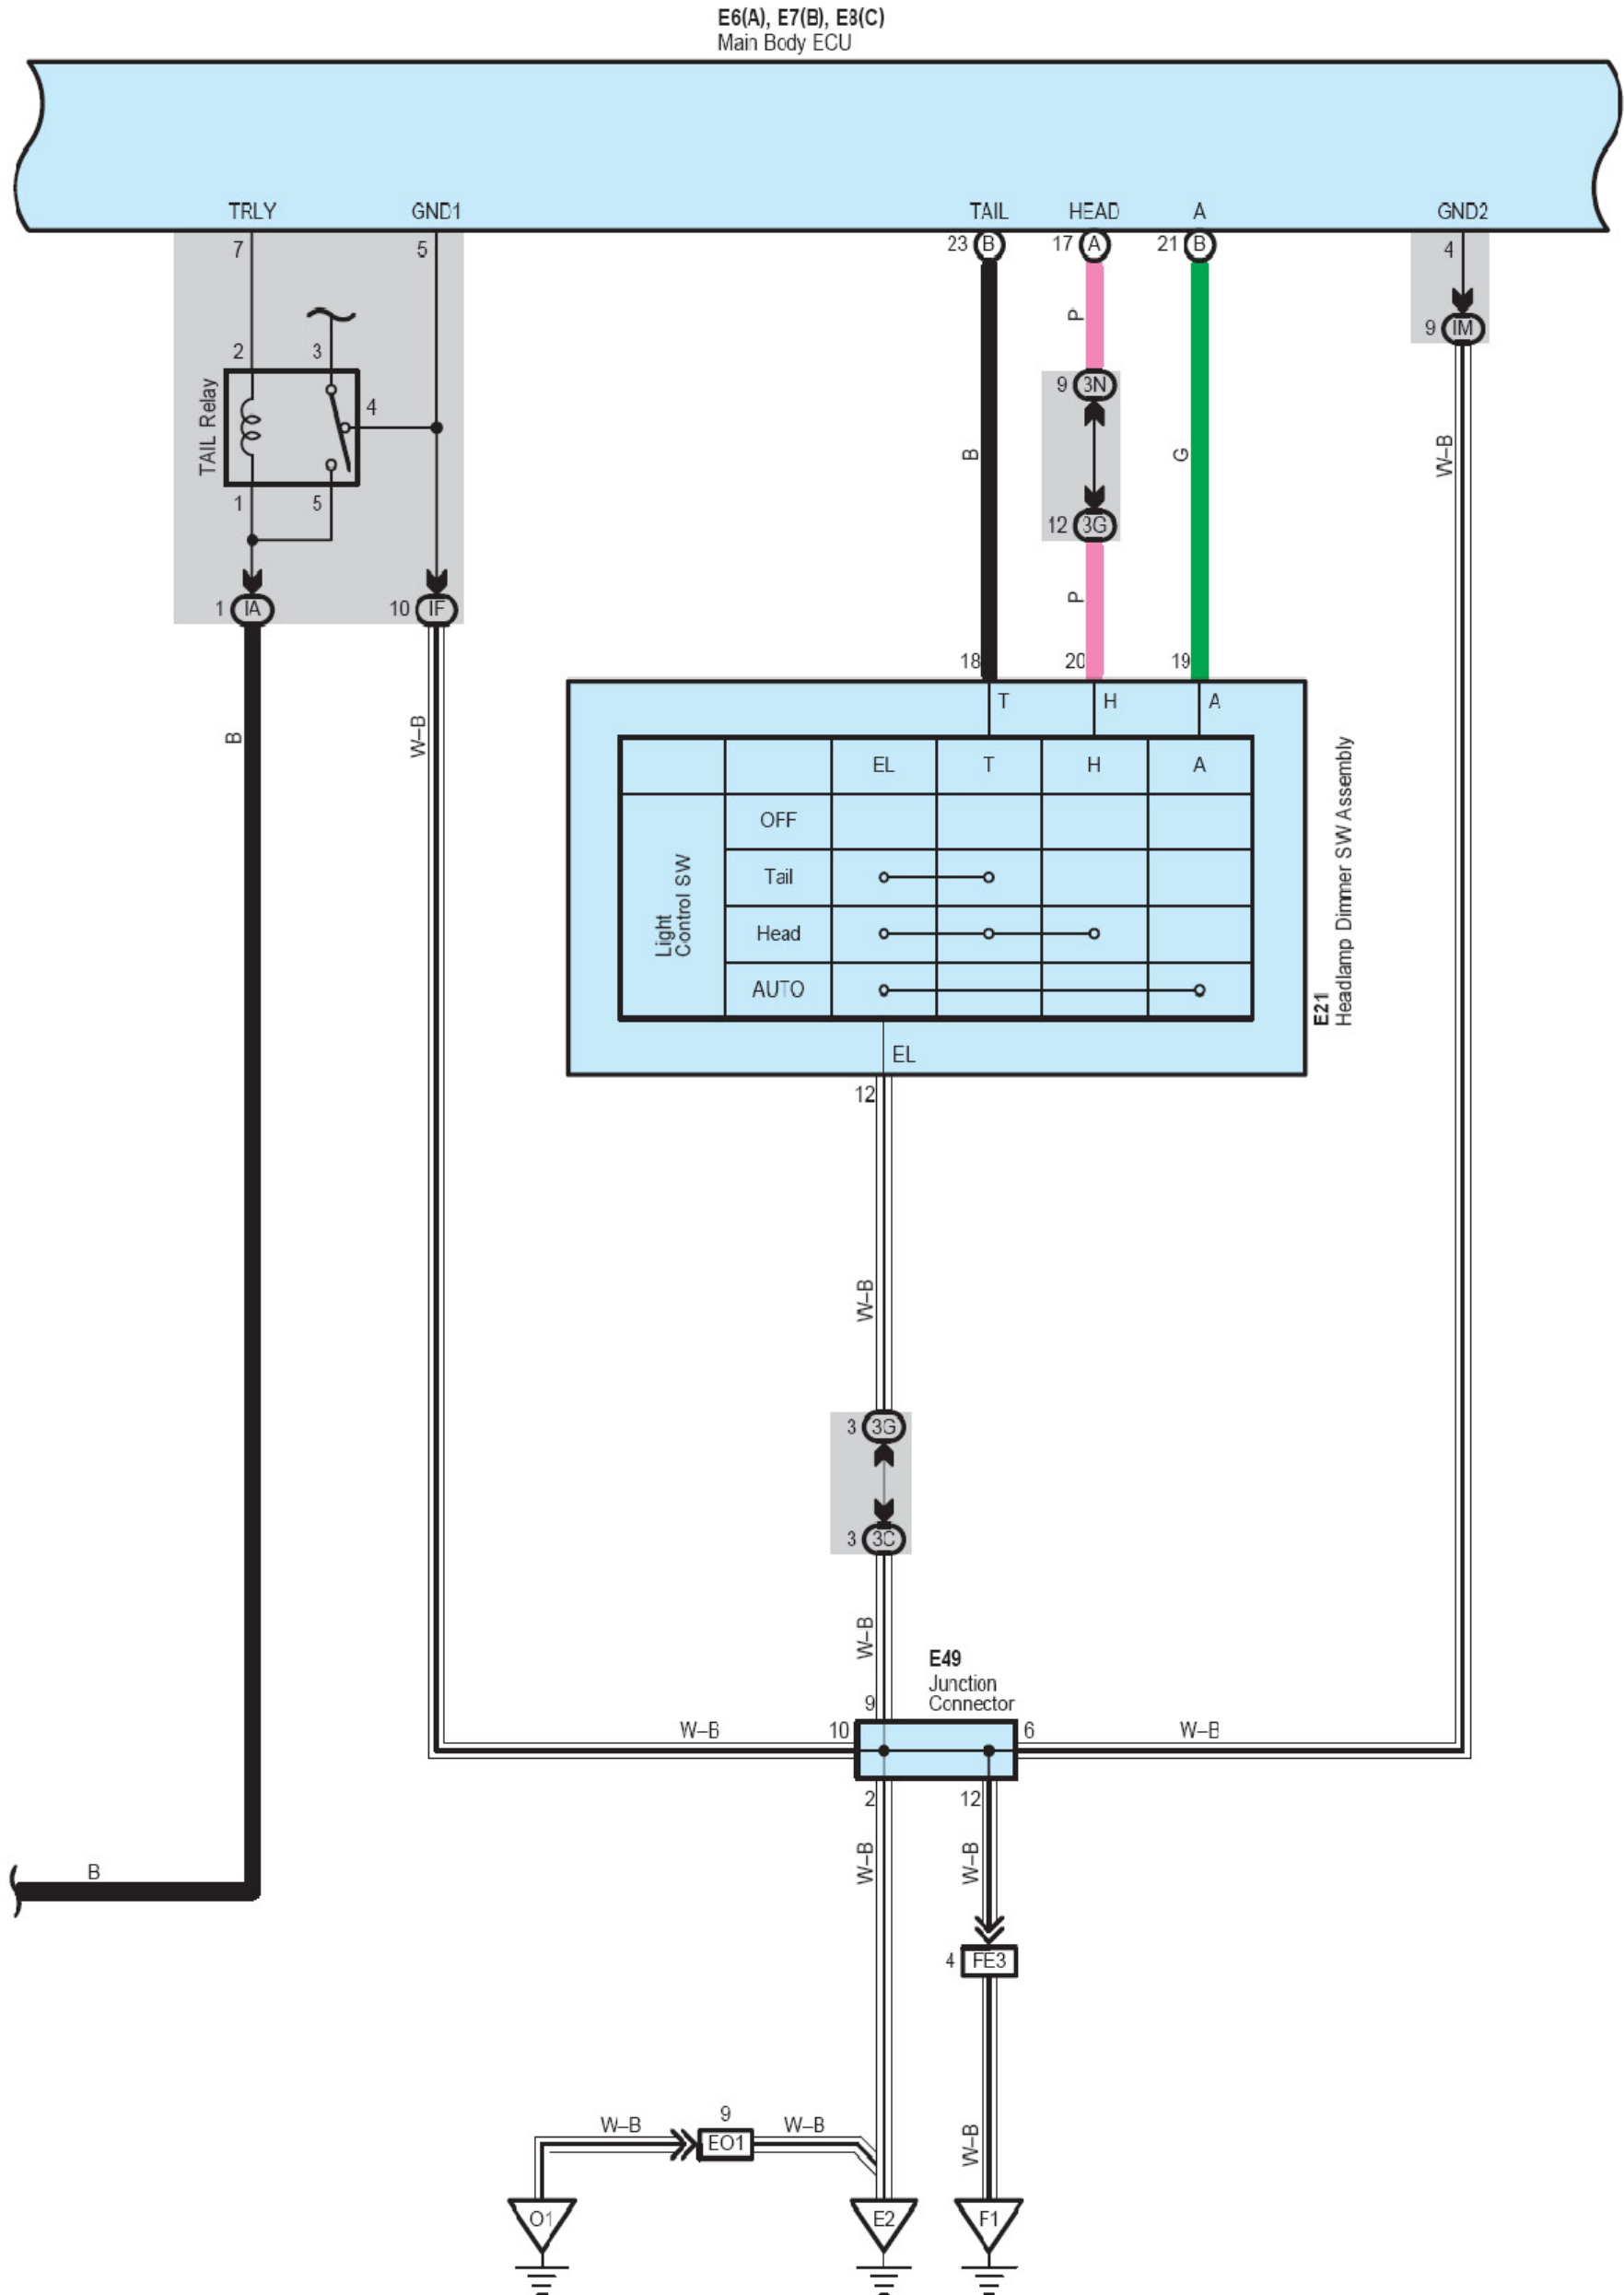 E6(A), E7(B), E8(C)
Main Body ECU
TRLY
GND1
TAIL
HEAD
A
GND2
7
5
23 B
17 A
21 B
4
P
9 IM
2
3
9 3N
TAIL Relay
4
B
G
W–B
1
5
12 3G
P
1 IA
10 IF
18
20
19
T
H
A
B
W–B
EL
T
H
A
OFF
Tail
Head
AUTO
Light
Control SW
EL
E21
Headlamp Dimmer SW Assembly
12
W–B
3 3G
3 3C
W–B
E49
Junction
Connector
9
W–B
10
6
W–B
2
12
B
W–B
W–B
4 FE3
9
W–B
EO1
W–B
W–B
O1
E2
F1